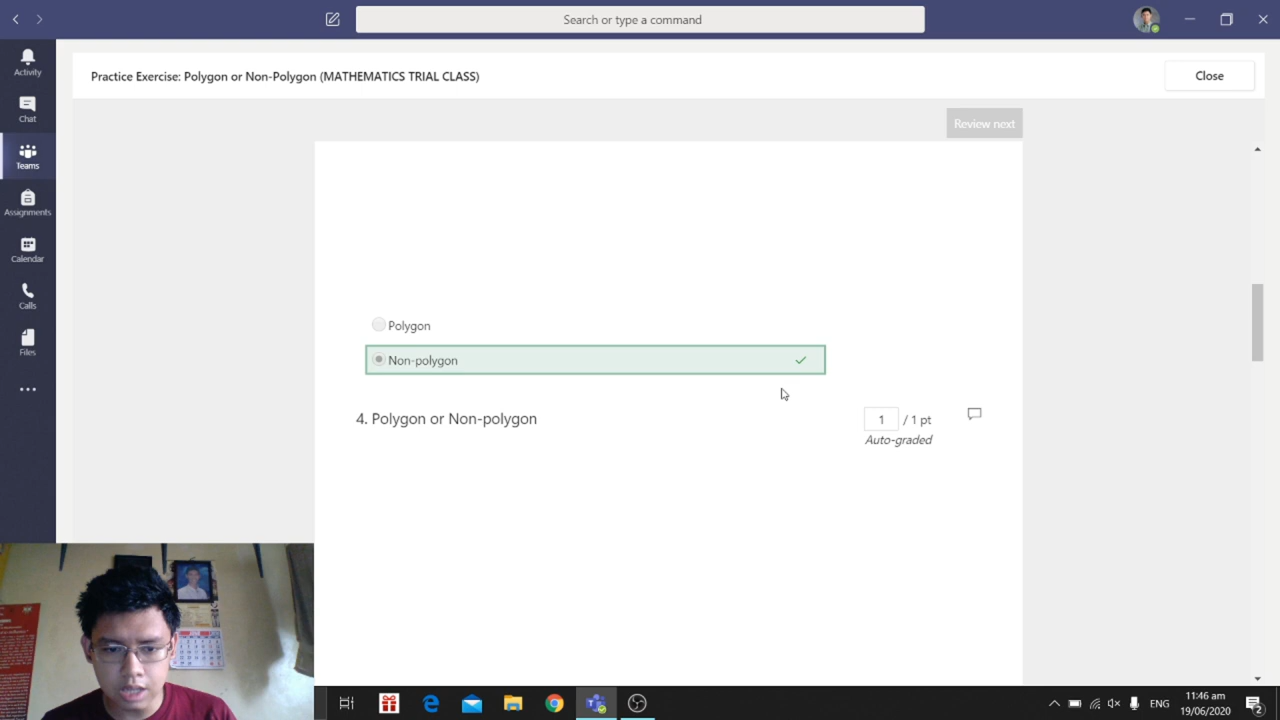 Search or type a command
Activity
Chat
Teams
Assignments
Calendar
Calls
Files
Practice Exercise: Polygon or Non-Polygon (MATHEMATICS TRIAL CLASS)
Close
Review next
Polygon
Non-polygon
4. Polygon or Non-polygon
1 / 1 pt
Auto-graded
ENG
11:46 am
19/06/2020
2